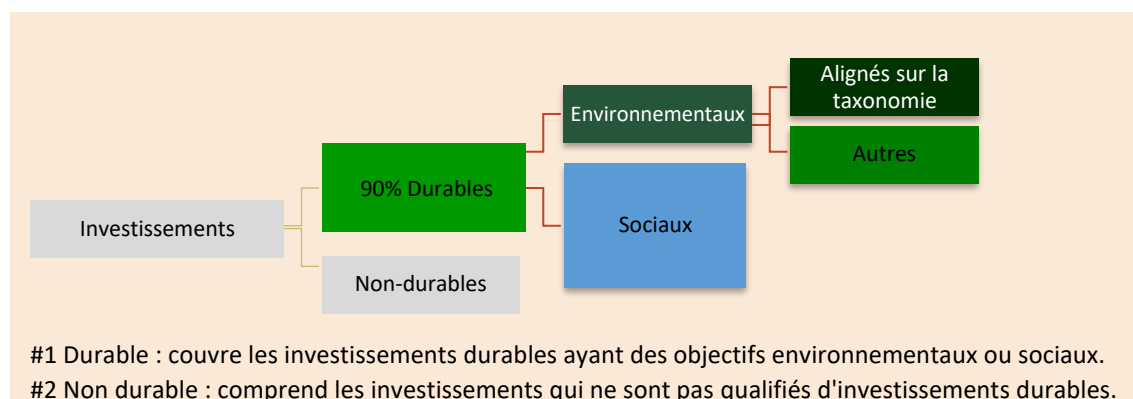 Alignés sur la
taxonomie
Environnementaux
Autres
90% Durables
Sociaux
Investissements
Non-durables
#1 Durable : couvre les investissements durables ayant des objectifs environnementaux ou sociaux.
#2 Non durable : comprend les investissements qui ne sont pas qualifiés d'investissements durables.